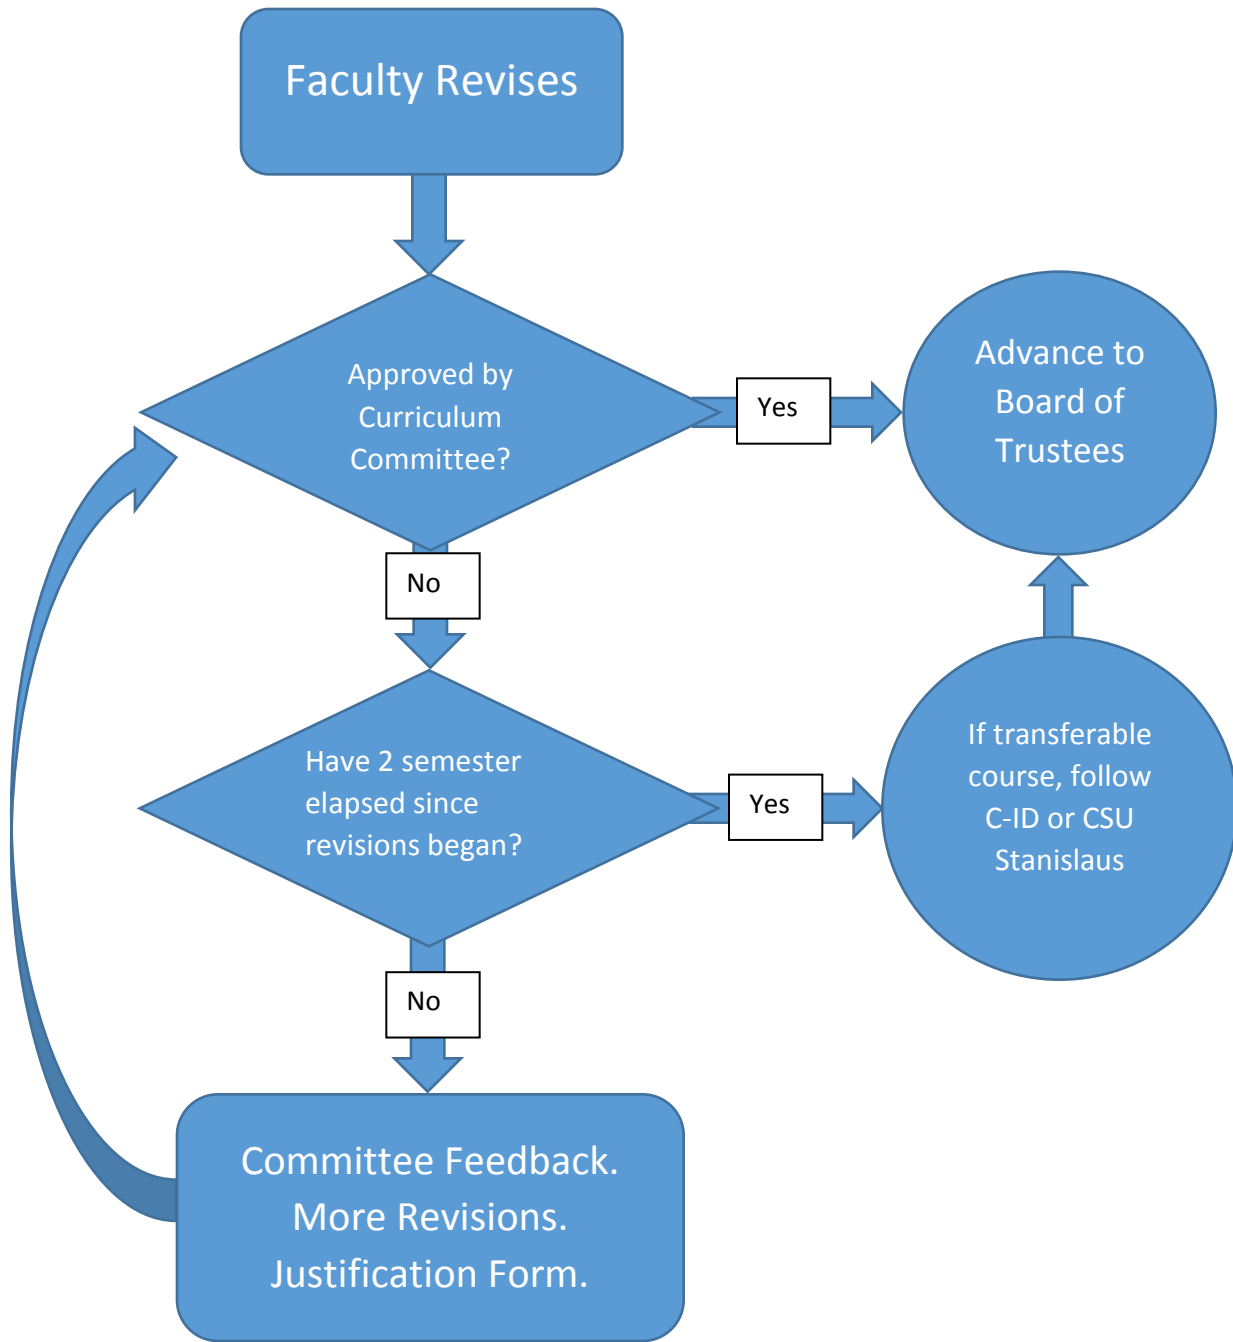 Faculty Revises
Approved by
Curriculum
Committee?
Yes
Advance to
Board of
Trustees
No
Have 2 semester
elapsed since
revisions began?
Yes
If transferable
course, follow
C-ID or CSU
Stanislaus
No
Committee Feedback.
More Revisions.
Justification Form.